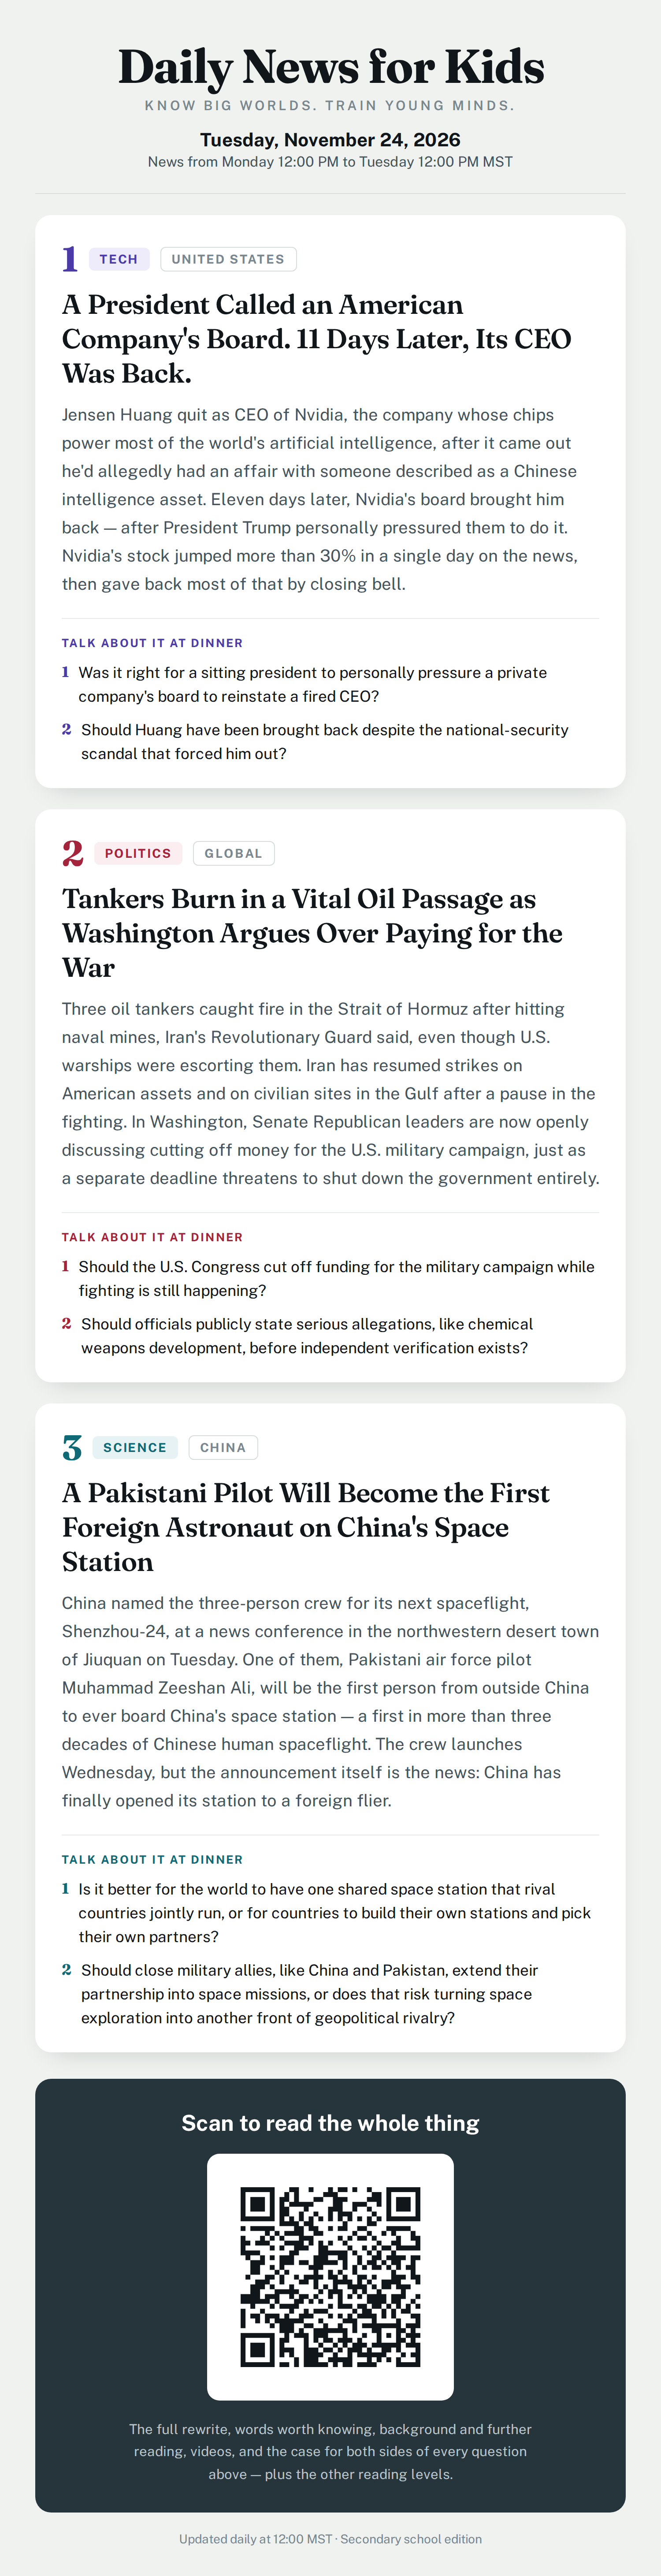 Daily News for Kids
KNOW BIG WORLDS. TRAIN YOUNG MINDS.
Tuesday, November 24, 2026
News from Monday 12:00 PM to Tuesday 12:00 PM MST
1 TECH UNITED STATES
A President Called an American
Company's Board. 11 Days Later, Its CEO
Was Back.
Jensen Huang quit as CEO of Nvidia, the company whose chips
power most of the world's artificial intelligence, after it came out
he'd allegedly had an affair with someone described as a Chinese
intelligence asset. Eleven days later, Nvidia's board brought him
back — after President Trump personally pressured them to do it.
Nvidia's stock jumped more than 30% in a single day on the news,
then gave back most of that by closing bell.
TALK ABOUT IT AT DINNER
1 Was it right for a sitting president to personally pressure a private
company's board to reinstate a fired CEO?
2 Should Huang have been brought back despite the national-security
scandal that forced him out?
2 POLITICS GLOBAL
Tankers Burn in a Vital Oil Passage as
Washington Argues Over Paying for the
War
Three oil tankers caught fire in the Strait of Hormuz after hitting
naval mines, Iran's Revolutionary Guard said, even though U.S.
warships were escorting them. Iran has resumed strikes on
American assets and on civilian sites in the Gulf after a pause in the
fighting. In Washington, Senate Republican leaders are now openly
discussing cutting off money for the U.S. military campaign, just as
a separate deadline threatens to shut down the government entirely.
TALK ABOUT IT AT DINNER
1 Should the U.S. Congress cut off funding for the military campaign while
fighting is still happening?
2 Should officials publicly state serious allegations, like chemical
weapons development, before independent verification exists?
3 SCIENCE CHINA
A Pakistani Pilot Will Become the First
Foreign Astronaut on China's Space
Station
China named the three-person crew for its next spaceflight,
Shenzhou-24, at a news conference in the northwestern desert town
of Jiuquan on Tuesday. One of them, Pakistani air force pilot
Muhammad Zeeshan Ali, will be the first person from outside China
to ever board China's space station — a first in more than three
decades of Chinese human spaceflight. The crew launches
Wednesday, but the announcement itself is the news: China has
finally opened its station to a foreign flier.
TALK ABOUT IT AT DINNER
1 Is it better for the world to have one shared space station that rival
countries jointly run, or for countries to build their own stations and pick
their own partners?
2 Should close military allies, like China and Pakistan, extend their
partnership into space missions, or does that risk turning space
exploration into another front of geopolitical rivalry?
Scan to read the whole thing
The full rewrite, words worth knowing, background and further
reading, videos, and the case for both sides of every question
above — plus the other reading levels.
Updated daily at 12:00 MST · Secondary school edition